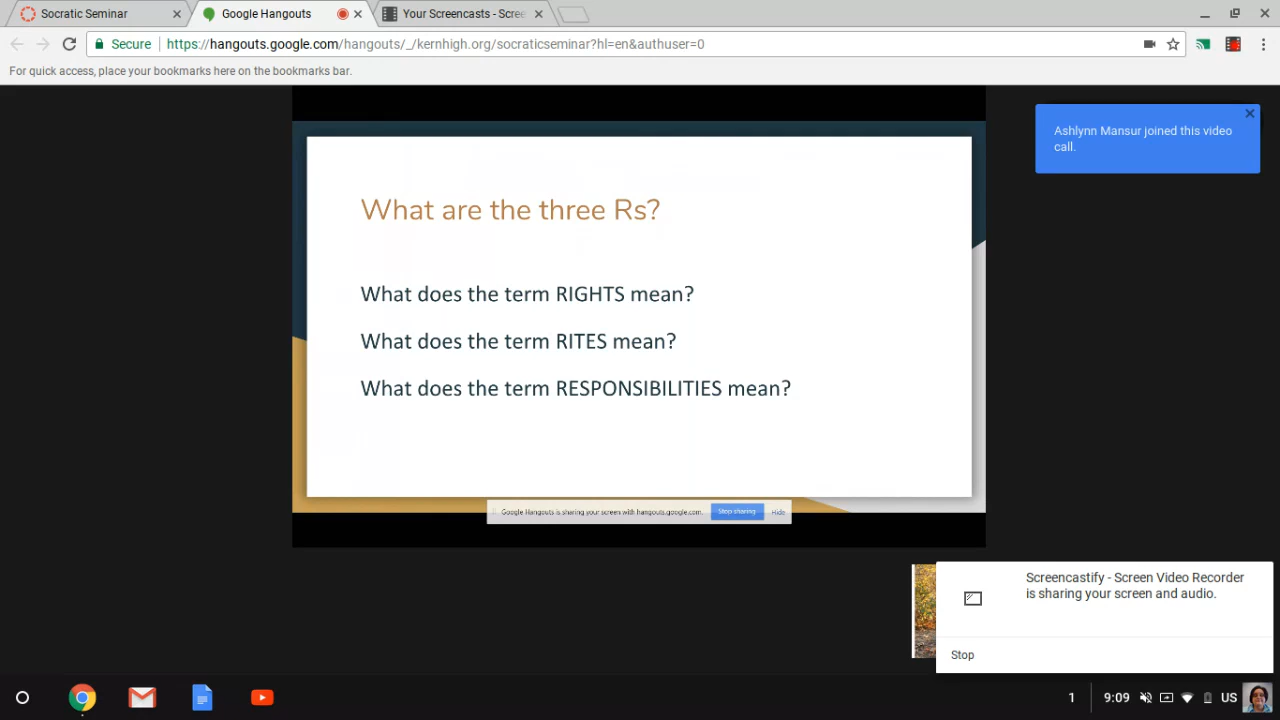 Socratic Seminar
Google Hangouts
Your Screencasts - Scree
Secure
https://hangouts.google.com/hangouts/_/kernhigh.org/socraticseminar?hl=en&authuser=0
For quick access, place your bookmarks here on the bookmarks bar.
Ashlynn Mansur joined this video
call.
What are the three Rs?
What does the term RIGHTS mean?
What does the term RITES mean?
What does the term RESPONSIBILITIES mean?
Google Hangouts is sharing your screen with hangouts.google.com.
Stop sharing
Hide
Screencastify - Screen Video Recorder
is sharing your screen and audio.
Stop
1
9:09
US